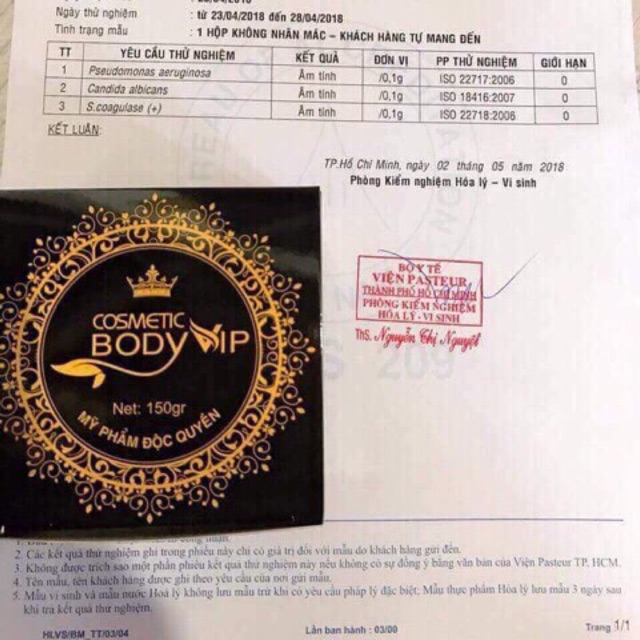 Ngày thử nghiệm : từ 23/04/2018 đến 28/04/2018
Tình trạng mẫu : 1 HỘP KHÔNG NHÃN MÁC – KHÁCH HÀNG TỰ MANG ĐẾN
TT YÊU CẦU THỬ NGHIỆM KẾT QUẢ ĐƠN VỊ PP THỬ NGHIỆM GIỚI HẠN
1 Pseudomonas aeruginosa Âm tính /0,1g ISO 22717:2006 0
2 Candida albicans Âm tính /0,1g ISO 18416:2007 0
3 S.coagulase (+) Âm tính /0,1g ISO 22718:2006 0
KẾT LUẬN:
TP.Hồ Chí Minh, ngày 02 tháng 05 năm 2018
Phòng Kiểm nghiệm Hóa lý – Vi sinh
BỘ Y TẾ
VIỆN PASTEUR
THÀNH PHỐ HỒ CHÍ MINH
PHÒNG KIỂM NGHIỆM
HÓA LÝ - VI SINH
ThS. Nguyễn Thị Nguyệt
COSMETIC
BODY VIP
Net: 150gr
MỸ PHẨM ĐỘC QUYỀN
209
2. Các kết quả thử nghiệm ghi trong phiếu này chỉ có giá trị đối với mẫu do khách hàng gửi đến.
3. Không được trích sao một phần phiếu kết quả thử nghiệm này nếu không có sự đồng ý bằng văn bản của Viện Pasteur TP. HCM.
4. Tên mẫu, tên khách hàng được ghi theo yêu cầu của nơi gửi mẫu.
5. Mẫu vi sinh và mẫu nước Hoá lý không lưu mẫu trừ khi có yêu cầu pháp lý đặc biệt; Mẫu thực phẩm Hóa lý lưu mẫu 3 ngày sau
khi trả kết quả thử nghiệm.
HLVS/BM_TT/03/04 Lần ban hành : 03/00 Trang 1/1